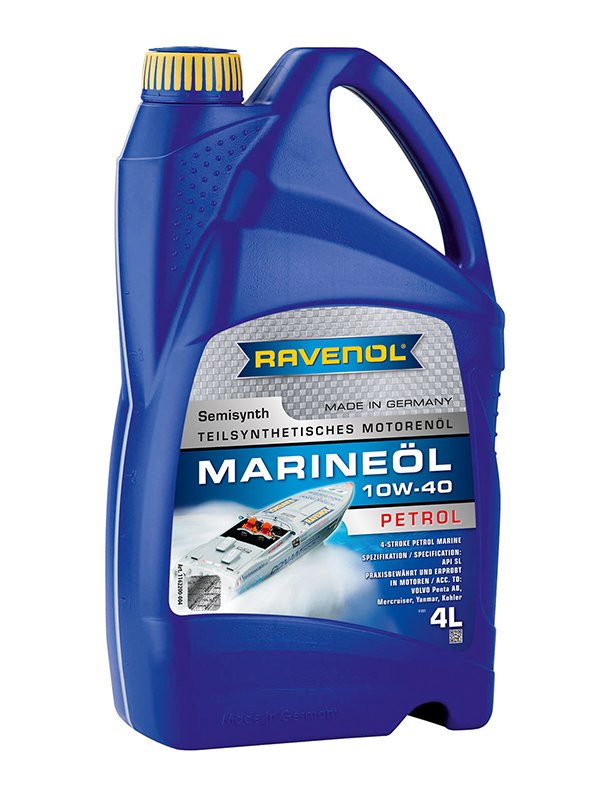 RAVENOL®
MADE IN GERMANY
Semisynth
TEILSYNTHETISCHES MOTORENÖL
MARINEÖL
10W-40
PETROL
4-STROKE PETROL MARINE
SPEZIFIKATION / SPECIFICATION:
API SL
PRAXISBEWÄHRT UND ERPROBT
IN MOTOREN / ACC. TO:
VOLVO Penta AB,
Mercruiser, Yanmar, Kohler
4L
RAVENOL
Made in Germany